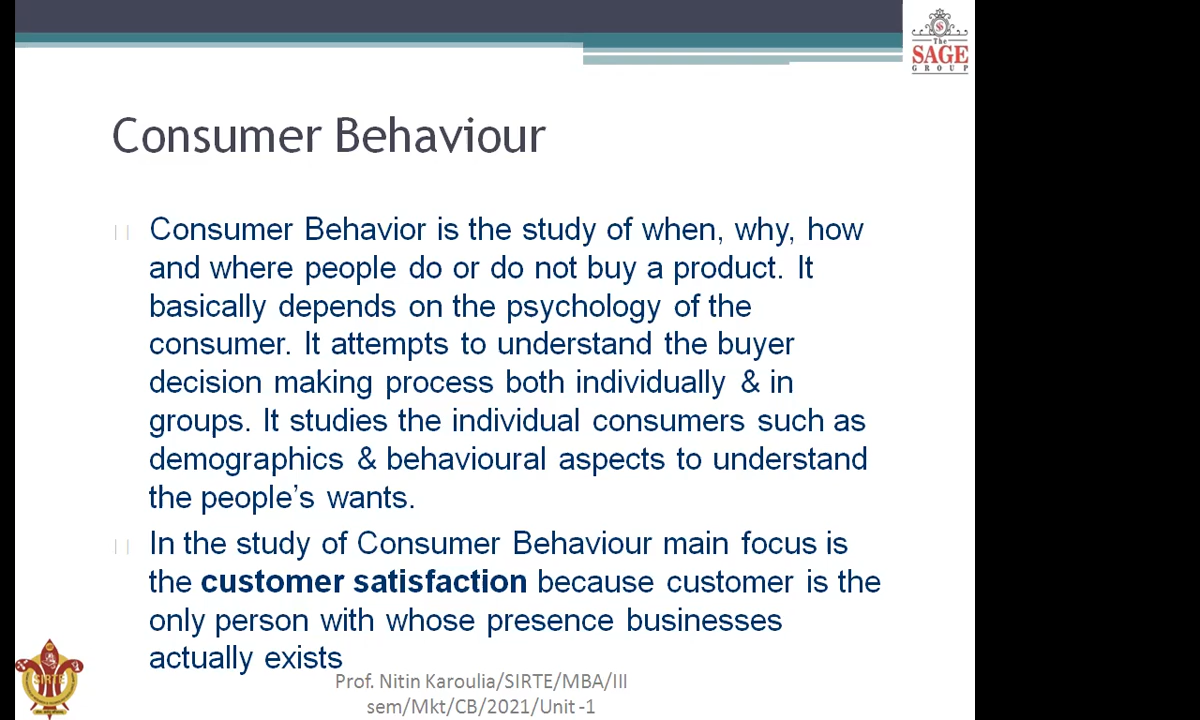 The
SAGE
GROUP
Consumer Behaviour
Consumer Behavior is the study of when, why, how
and where people do or do not buy a product. It
basically depends on the psychology of the
consumer. It attempts to understand the buyer
decision making process both individually & in
groups. It studies the individual consumers such as
demographics & behavioural aspects to understand
the people’s wants.
In the study of Consumer Behaviour main focus is
the customer satisfaction because customer is the
only person with whose presence businesses
actually exists
SIRTE
Prof. Nitin Karoulia/SIRTE/MBA/III
sem/Mkt/CB/2021/Unit -1